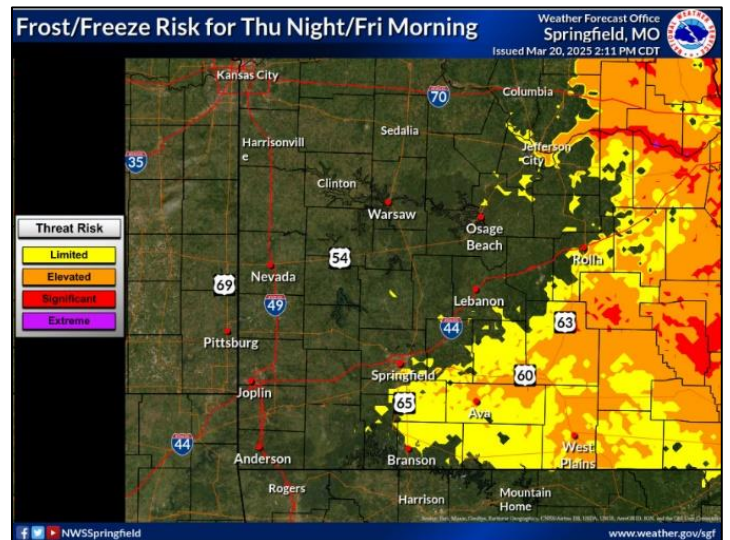 Frost/Freeze Risk for Thu Night/Fri Morning
Weather Forecast Office
Springfield, MO
Issued Mar 20, 2025 2:11 PM CDT
Kansas City
70
Columbia
Sedalia
Harrisonvill
e
Jefferson
City
35
Clinton
Warsaw
Threat Risk
Limited
Elevated
Significant
Extreme
Osage
Beach
54
Rolla
Nevada
69
49
Lebanon
63
44
Pittsburg
Springfield
60
Joplin
65
Ava
44
Anderson
Branson
West
Plains
Rogers
Harrison
Mountain
Home
NWSSpringfield
www.weather.gov/sgf